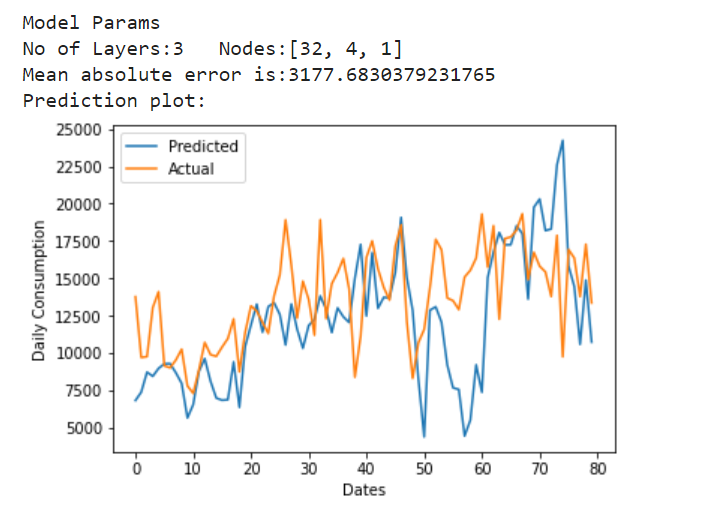 Model Params
No of Layers:3   Nodes:[32, 4, 1]
Mean absolute error is:3177.6830379231765
Prediction plot:
25000
22500
20000
17500
15000
12500
10000
7500
5000
Predicted
Actual
Daily Consumption
0 10 20 30 40 50 60 70 80
Dates